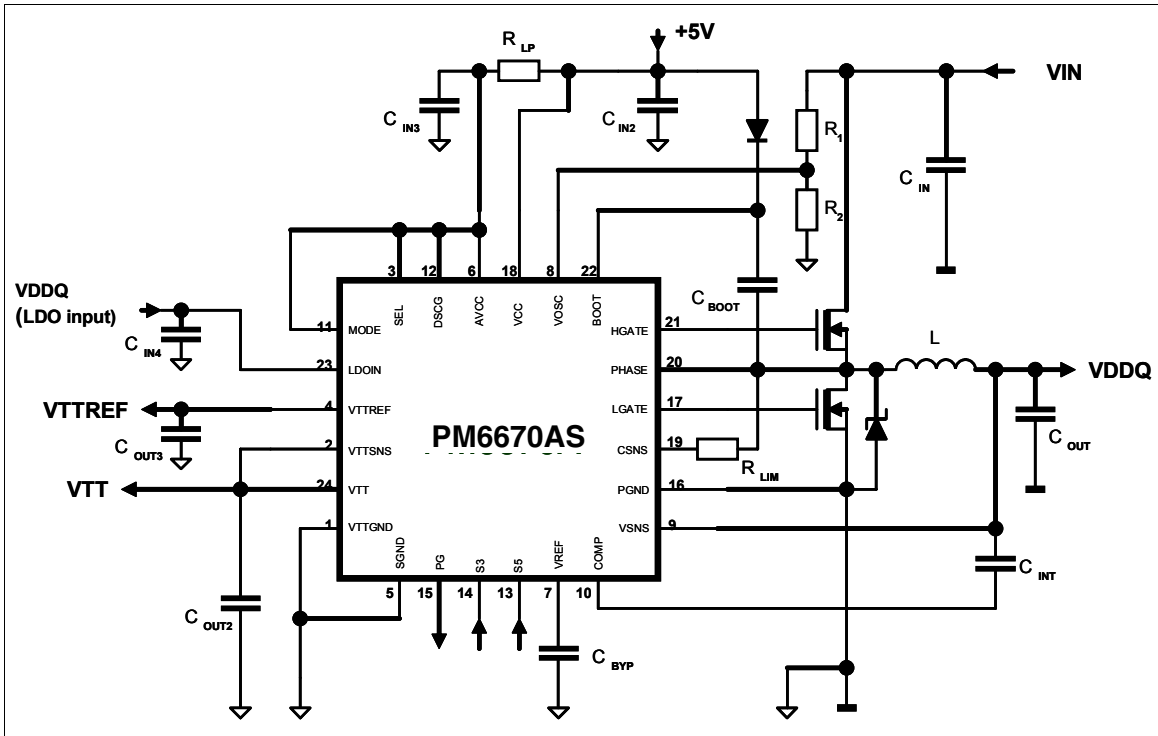 R LP
+5V
VIN
C IN3
C IN2
R1
C IN
R2
3 12 6 18 8 22
VDDQ
(LDO input)
C IN4
SEL DSCG AVCC VCC VOSC BOOT
C BOOT
11 MODE
HGATE 21
L
23 LDOIN
PHASE 20
VDDQ
VTTREF
4 VTTREF
LGATE 17
C OUT3
PM6670AS
C OUT
2 VTTSNS
CSNS 19
R LIM
VTT
24 VTT
PGND 16
1 VTTGND
VSNS 9
SGND PG S3 S5 VREF COMP
C INT
5 15 14 13 7 10
C OUT2
C BYP